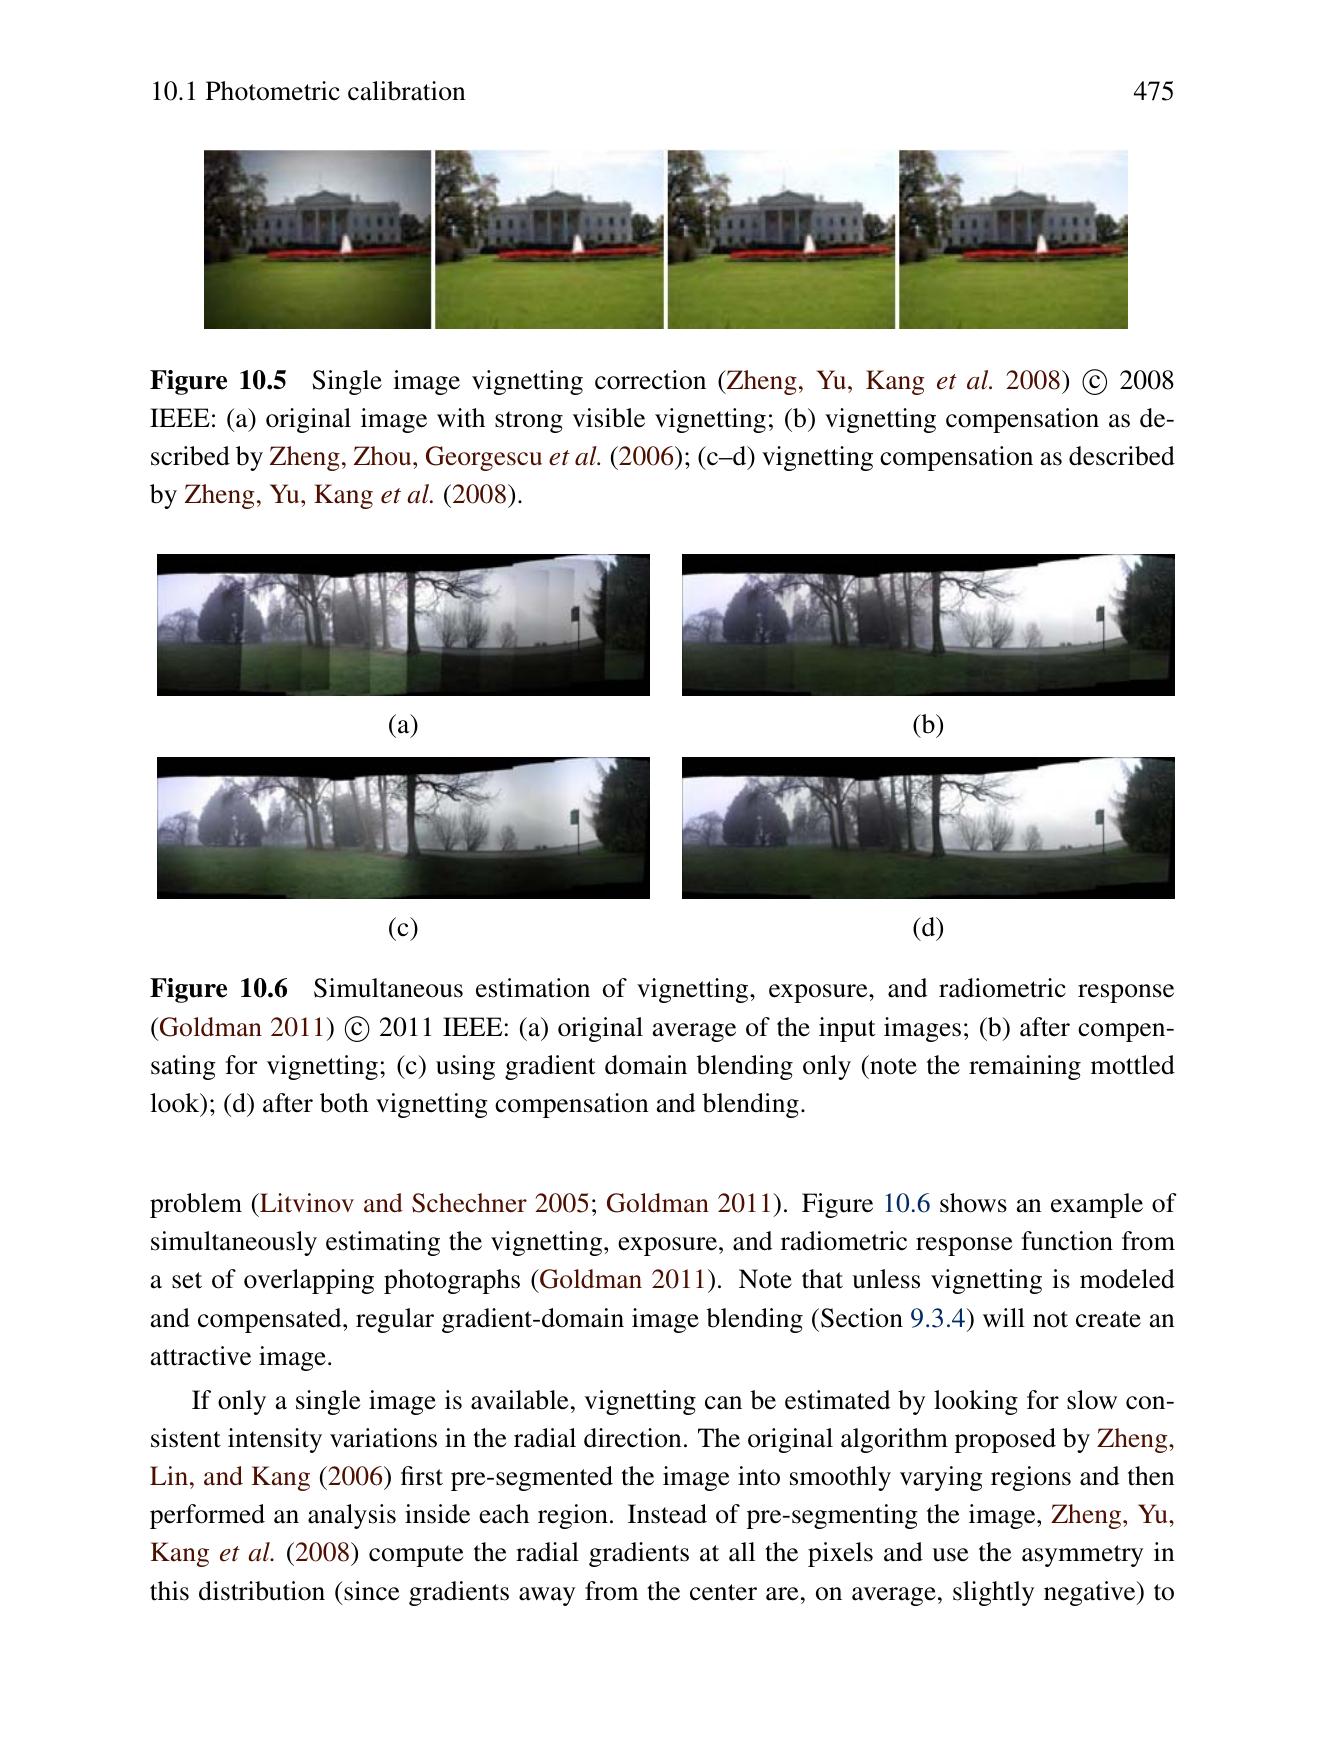 10.1 Photometric calibration 475
Figure 10.5 Single image vignetting correction (Zheng, Yu, Kang et al. 2008) © 2008
IEEE: (a) original image with strong visible vignetting; (b) vignetting compensation as de-
scribed by Zheng, Zhou, Georgescu et al. (2006); (c–d) vignetting compensation as described
by Zheng, Yu, Kang et al. (2008).
(a) (b)
(c) (d)
Figure 10.6 Simultaneous estimation of vignetting, exposure, and radiometric response
(Goldman 2011) © 2011 IEEE: (a) original average of the input images; (b) after compen-
sating for vignetting; (c) using gradient domain blending only (note the remaining mottled
look); (d) after both vignetting compensation and blending.
problem (Litvinov and Schechner 2005; Goldman 2011). Figure 10.6 shows an example of
simultaneously estimating the vignetting, exposure, and radiometric response function from
a set of overlapping photographs (Goldman 2011). Note that unless vignetting is modeled
and compensated, regular gradient-domain image blending (Section 9.3.4) will not create an
attractive image.
If only a single image is available, vignetting can be estimated by looking for slow con-
sistent intensity variations in the radial direction. The original algorithm proposed by Zheng,
Lin, and Kang (2006) first pre-segmented the image into smoothly varying regions and then
performed an analysis inside each region. Instead of pre-segmenting the image, Zheng, Yu,
Kang et al. (2008) compute the radial gradients at all the pixels and use the asymmetry in
this distribution (since gradients away from the center are, on average, slightly negative) to